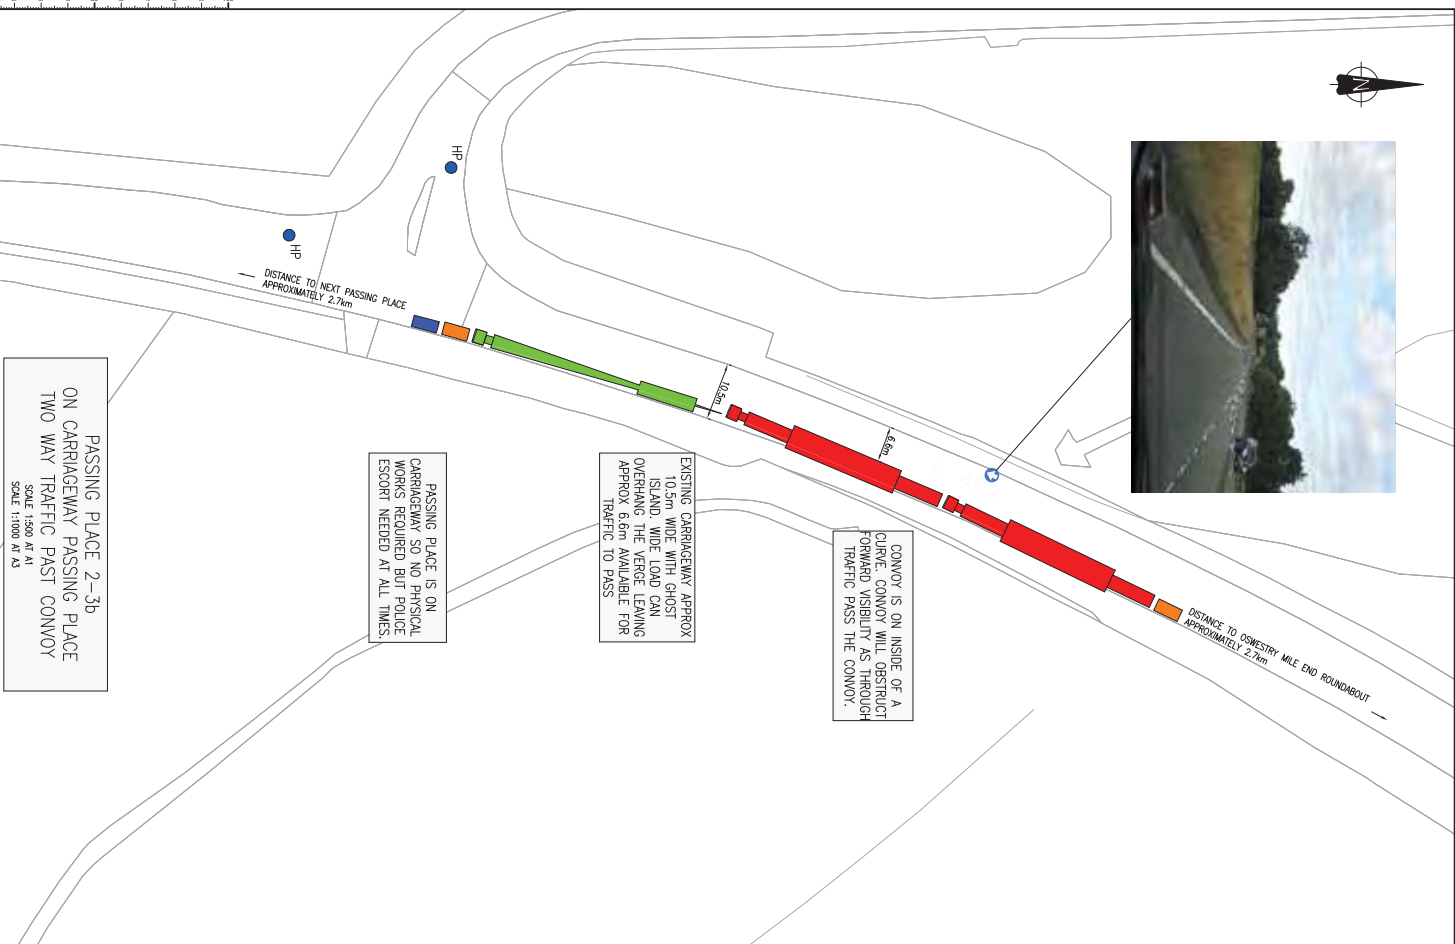 N
HP
HP
DISTANCE TO NEXT PASSING PLACE
APPROXIMATELY 2.7km
10.5m
6.6m
DISTANCE TO OSWESTRY MILE END ROUNDABOUT
APPROXIMATELY 2.7km
CONVOY IS ON INSIDE OF A
CURVE. CONVOY WILL OBSTRUCT
FORWARD VISIBILITY AS THROUGH
TRAFFIC PASS THE CONVOY.
EXISTING CARRIAGEWAY APPROX
10.5m WIDE WITH GHOST
ISLAND. WIDE LOAD CAN
OVERHANG THE VERGE LEAVING
APPROX 6.6m AVAILAIBLE FOR
TRAFFIC TO PASS
PASSING PLACE IS ON
CARRIAGEWAY SO NO PHYSICAL
WORKS REQUIRED BUT POLICE
ESCORT NEEDED AT ALL TIMES.
PASSING PLACE 2-3b
ON CARRIAGEWAY PASSING PLACE
TWO WAY TRAFFIC PAST CONVOY
SCALE 1:500 AT A1
SCALE 1:1000 AT A3